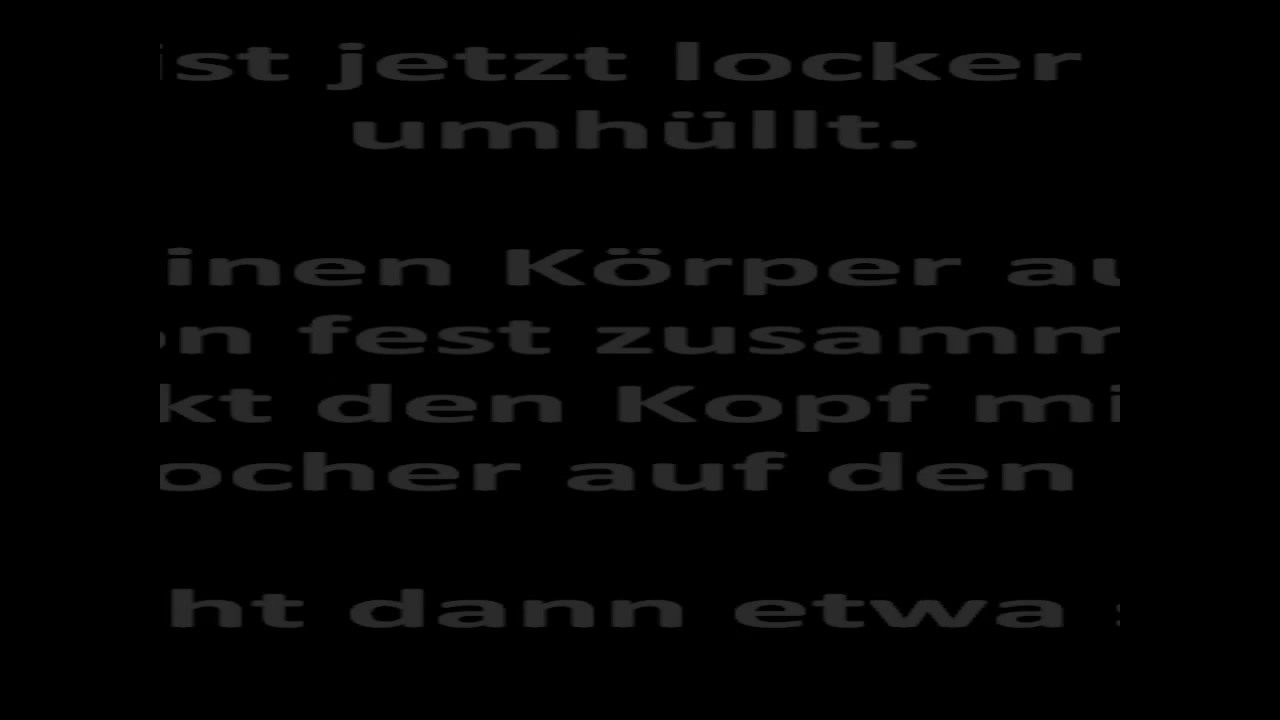 ist jetzt locker
umhüllt.
inen Körper au
n fest zusamm
kt den Kopf mi
ocher auf den
ht dann etwa